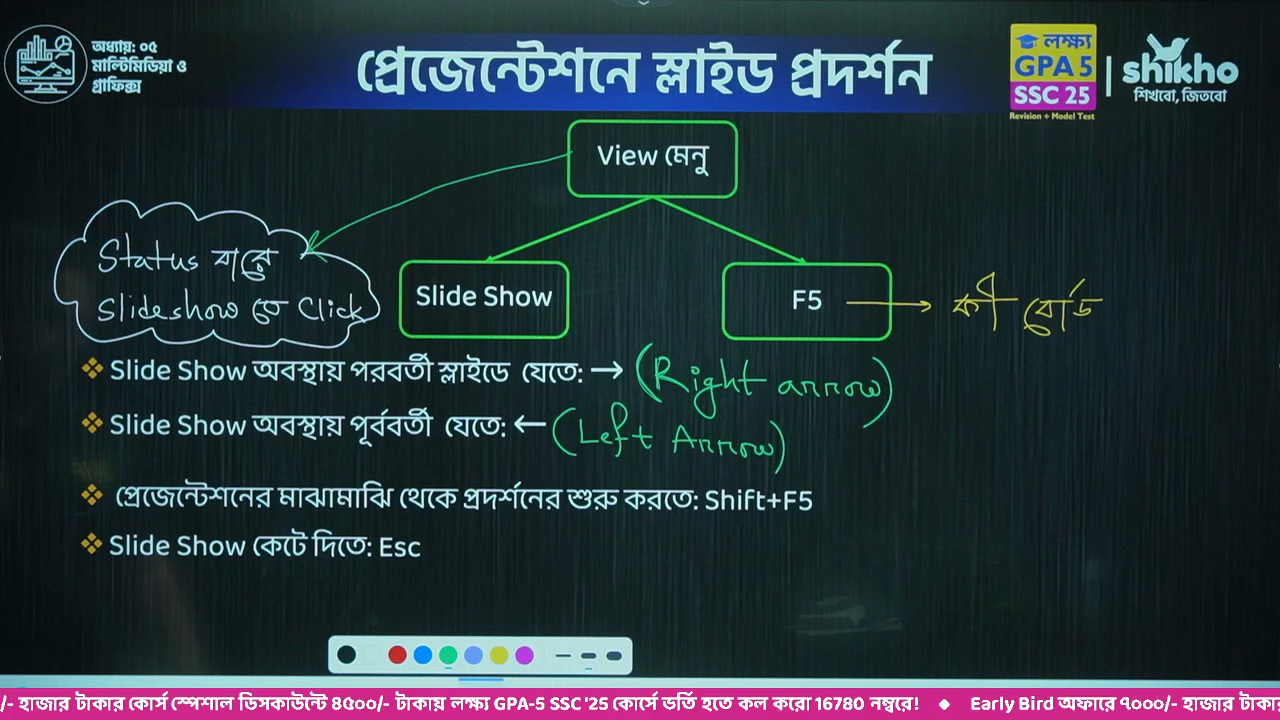 অধ্যায়: ০৫
মাল্টিমিডিয়া ও
গ্রাফিক্স
প্রেজেন্টেশনে স্লাইড প্রদর্শন
লক্ষ্য
GPA 5
SSC 25
Revision + Model Test
shikho
শিখবো, জিতবো
View মেনু
Status বারে
Slideshow তে Click
Slide Show
F5
কী বোর্ড
Slide Show অবস্থায় পরবর্তী স্লাইডে যেতে: → (Right arrow)
Slide Show অবস্থায় পূর্ববর্তী যেতে: ← (Left Arrow)
প্রেজেন্টেশনের মাঝামাঝি থেকে প্রদর্শনের শুরু করতে: Shift+F5
Slide Show কেটে দিতে: Esc
/- হাজার টাকার কোর্স স্পেশাল ডিসকাউন্টে ৪৫০০/- টাকায় লক্ষ্য GPA-5 SSC '25 কোর্সে ভর্তি হতে কল করো 16780 নম্বরে! ◆ Early Bird অফারে ৭০০০/- হাজার টাকা